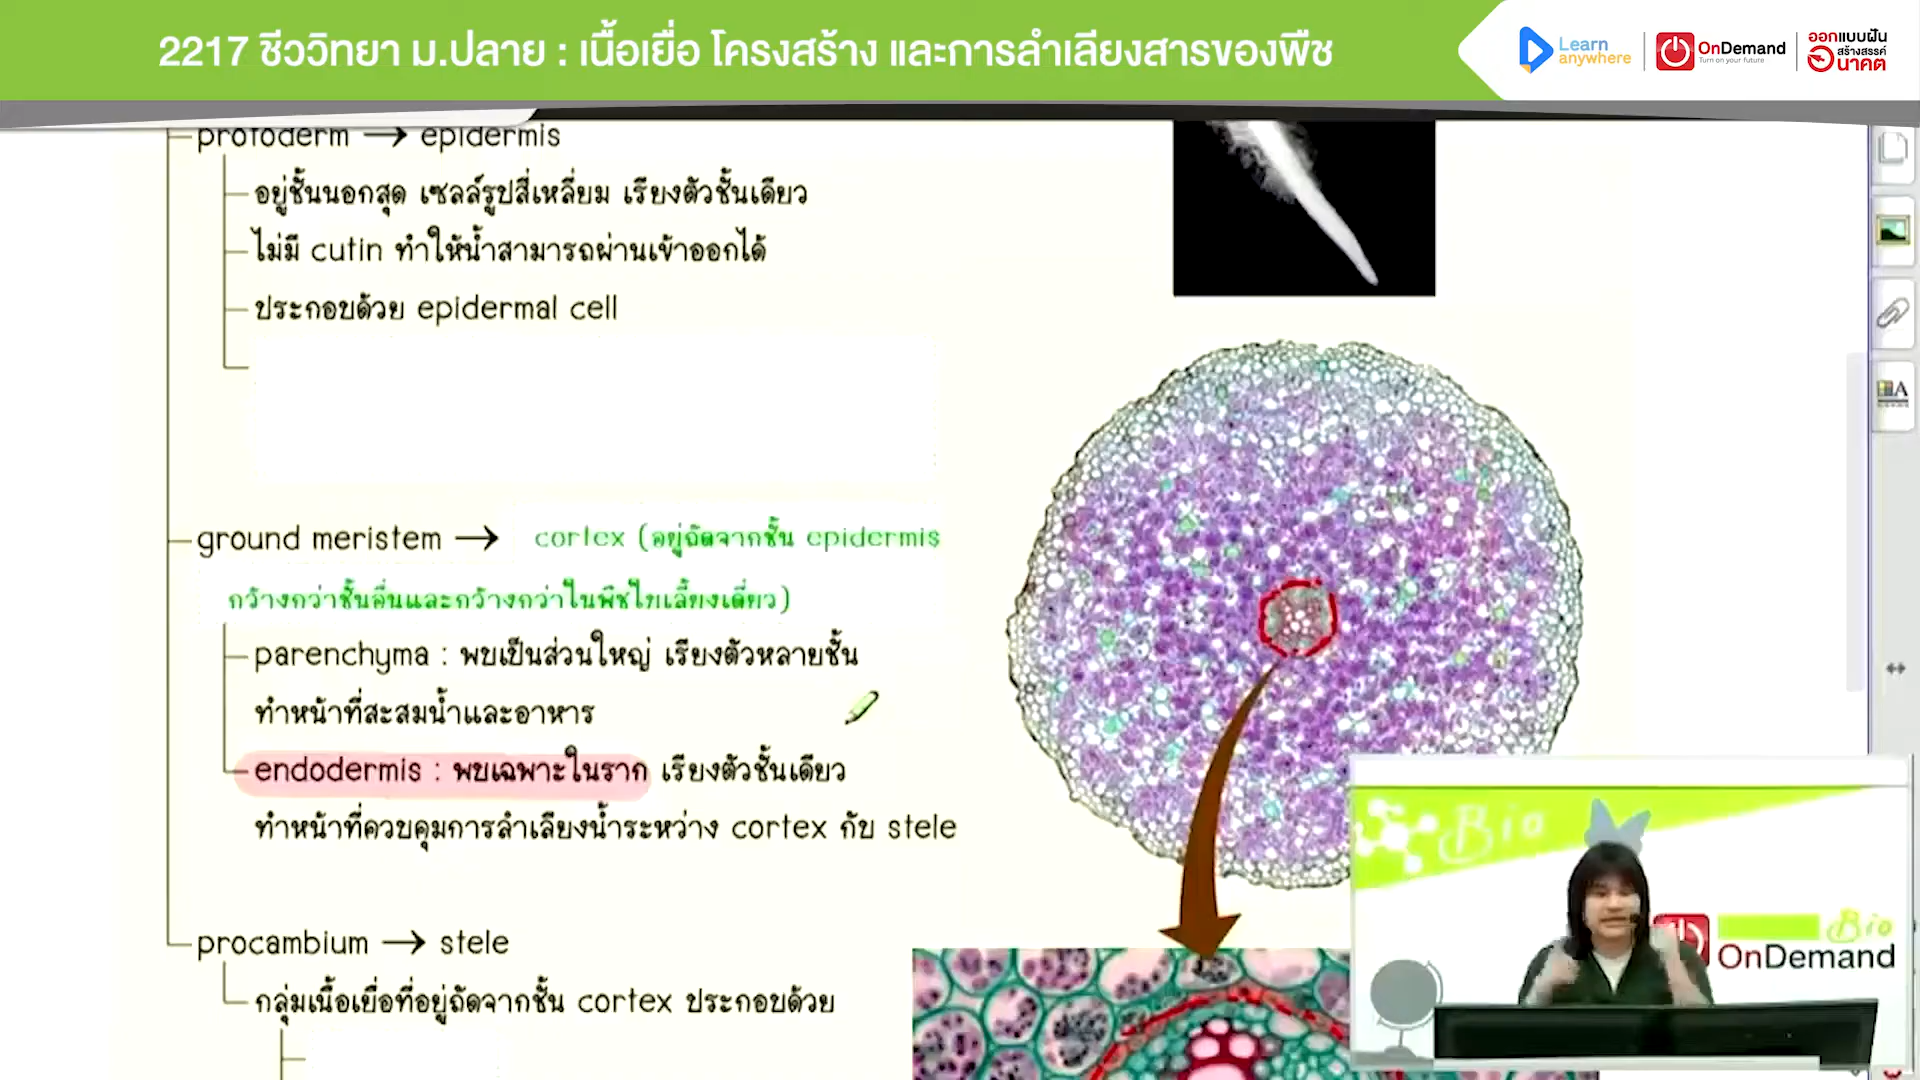 2217 ชีววิทยา ม.ปลาย : เนื้อเยื่อ โครงสร้าง และการลำเลียงสารของพืช
Learn
anywhere
OnDemand
Turn on your future
ออกแบบฝัน
สร้างสรรค์
อนาคต
protoderm → epidermis
อยู่ชั้นนอกสุด เซลล์รูปสี่เหลี่ยม เรียงตัวชั้นเดียว
ไม่มี cutin ทำให้น้ำสามารถผ่านเข้าออกได้
ประกอบด้วย epidermal cell
ground meristem → cortex (อยู่ถัดจากชั้น epidermis
กว้างกว่าชั้นอื่นและกว้างกว่าในพืชใบเลี้ยงเดี่ยว)
parenchyma : พบเป็นส่วนใหญ่ เรียงตัวหลายชั้น
ทำหน้าที่สะสมน้ำและอาหาร
endodermis : พบเฉพาะในราก เรียงตัวชั้นเดียว
ทำหน้าที่ควบคุมการลำเลียงน้ำระหว่าง cortex กับ stele
procambium → stele
กลุ่มเนื้อเยื่อที่อยู่ถัดจากชั้น cortex ประกอบด้วย
Bio
Bio
OnDemand